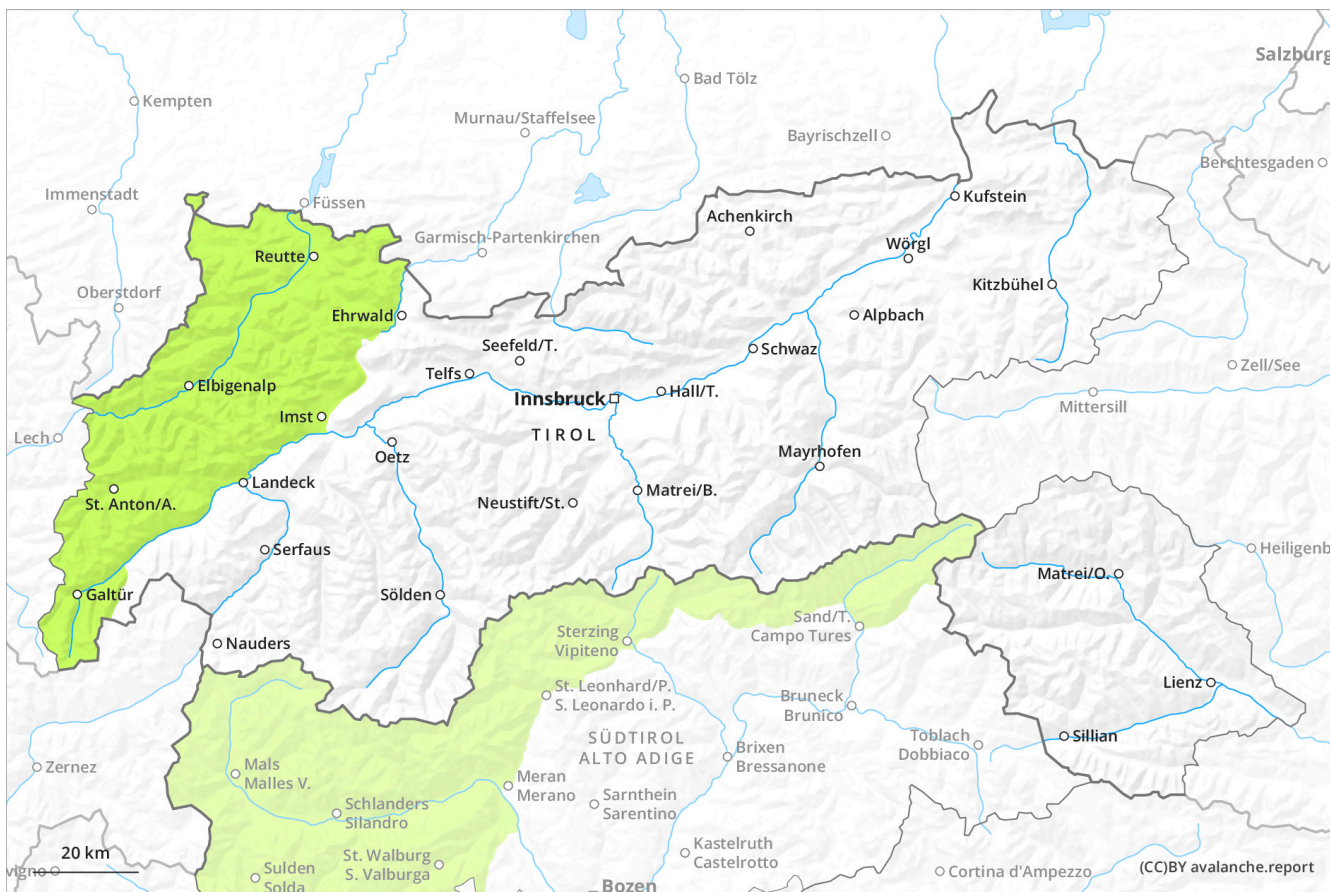 Salzburg
Bad Tölz
Kempten
Murnau/Staffelsee
Bayrischzell
Berchtesgaden
Immenstadt
Füssen
Kufstein
Achenkirch
Garmisch-Partenkirchen
Wörgl
Reutte
Kitzbühel
Oberstdorf
Ehrwald
Alpbach
Seefeld/T.
Schwaz
Zell/See
Telfs
Elbigenalp
Innsbruck
Hall/T.
Mittersill
Imst
Lech
TIROL
Oetz
Mayrhofen
Landeck
St. Anton/A.
Neustift/St.
Matrei/B.
Serfaus
Heiligenb
Matrei/O.
Galtür
Sölden
Sand/T.
Campo Tures
Sterzing
Vipiteno
Nauders
Lienz
St. Leonhard/P.
S. Leonardo i. P.
Bruneck
Brunico
Sillian
SÜDTIROL
ALTO ADIGE
Toblach
Dobbiaco
Brixen
Bressanone
Zernez
Mals
Malles V.
Meran
Merano
Schlanders
Silandro
Sarnthein
Sarentino
Kastelruth
Castelrotto
20 km
St. Walburg
S. Valburga
vigno
Sulden
Solda
Cortina d'Ampezzo
(CC)BY avalanche.report
Bozen